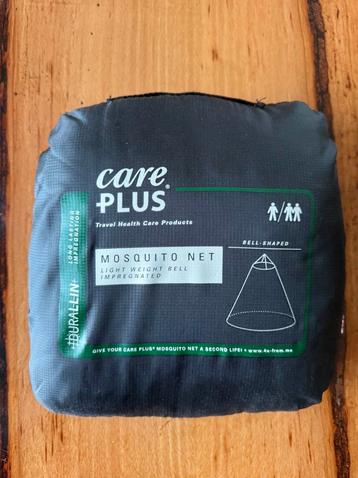 care®
PLUS
Travel Health Care Products
MOSQUITO NET
LIGHT WEIGHT BELL
IMPREGNATED
BELL-SHAPED
DURALLIN
LONG LASTING
IMPREGNATION
GIVE YOUR CARE PLUS® MOSQUITO NET A SECOND LIFE! • www.4x-from.me